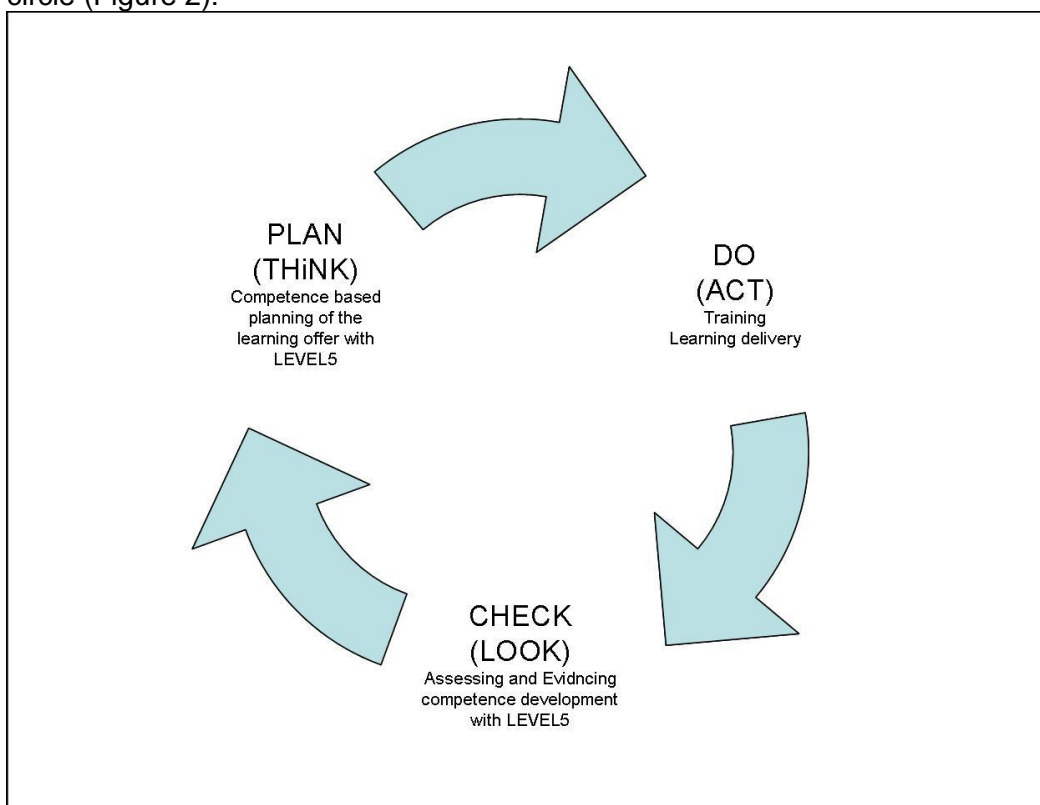 circle (Figure 2).
PLAN
(THiNK)
Competence based
planning of the
learning offer with
LEVEL5
DO
(ACT)
Training
Learning delivery
CHECK
(LOOK)
Assessing and Evidncing
competence development
with LEVEL5